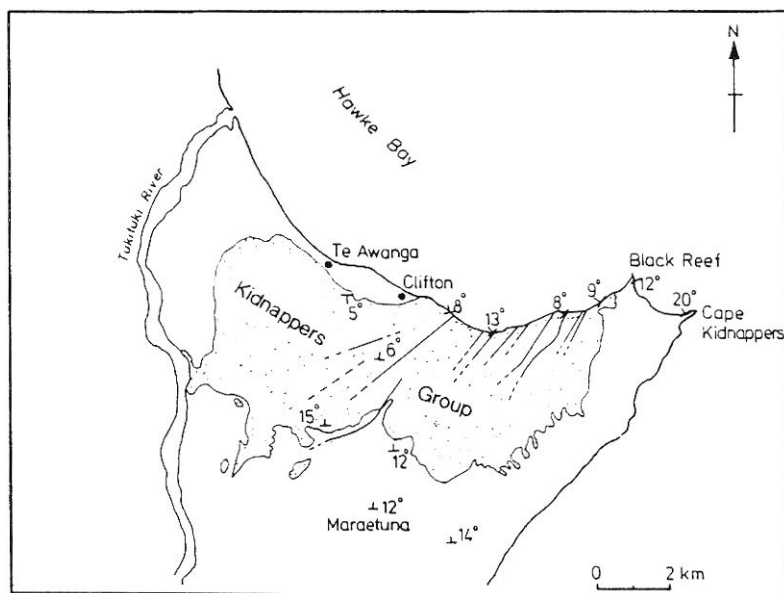 N
Hawke Bay
Tukituki River
Te Awanga
Clifton
Black Reef
Kidnappers
5°
8°
13°
8°
9°
12°
20°
Cape
Kidnappers
6°
Group
15°
12°
12°
Maraetuna
14°
0 2 km